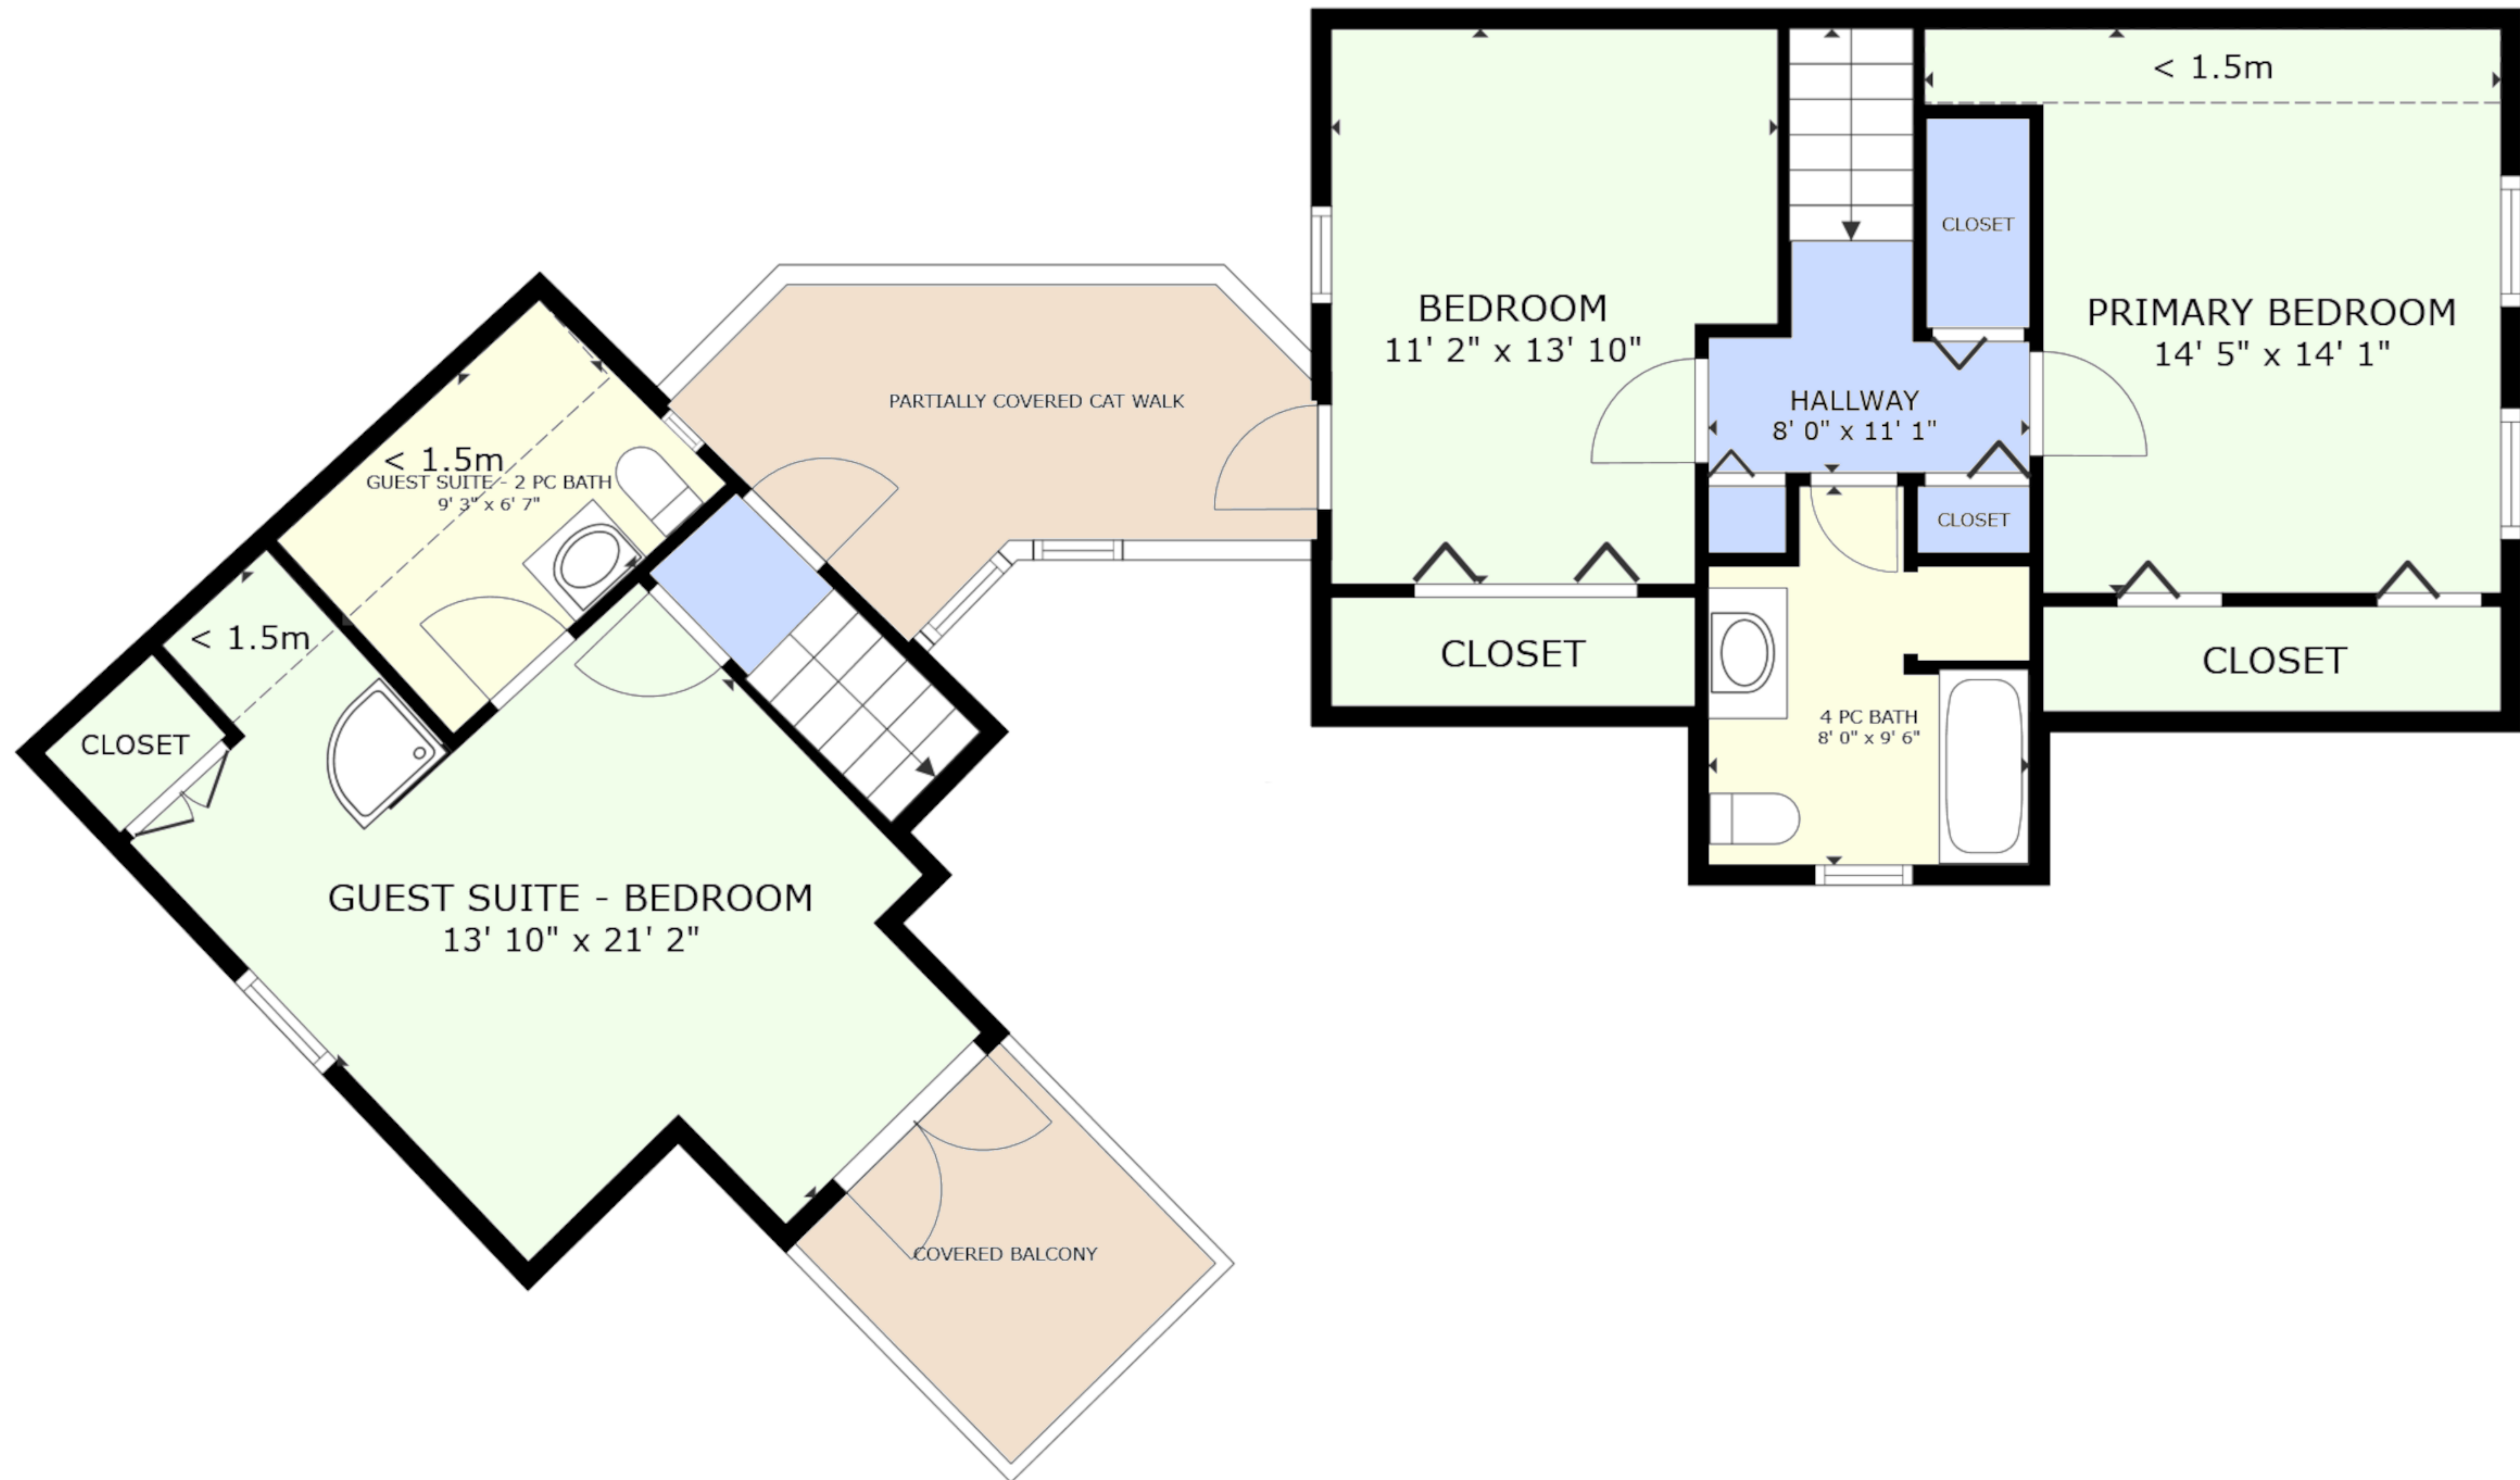 < 1.5m
CLOSET
BEDROOM
11' 2" x 13' 10"
PRIMARY BEDROOM
14' 5" x 14' 1"
PARTIALLY COVERED CAT WALK
HALLWAY
8' 0" x 11' 1"
< 1.5m
GUEST SUITE - 2 PC BATH
9' 3" x 6' 7"
CLOSET
< 1.5m
CLOSET
CLOSET
4 PC BATH
8' 0" x 9' 6"
CLOSET
GUEST SUITE - BEDROOM
13' 10" x 21' 2"
COVERED BALCONY